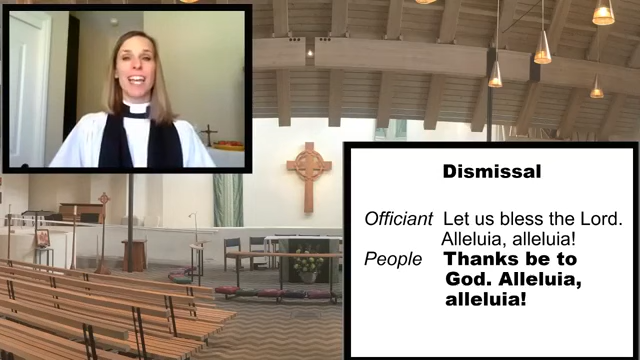 Dismissal
Officiant Let us bless the Lord.
Alleluia, alleluia!
People Thanks be to
God. Alleluia,
alleluia!